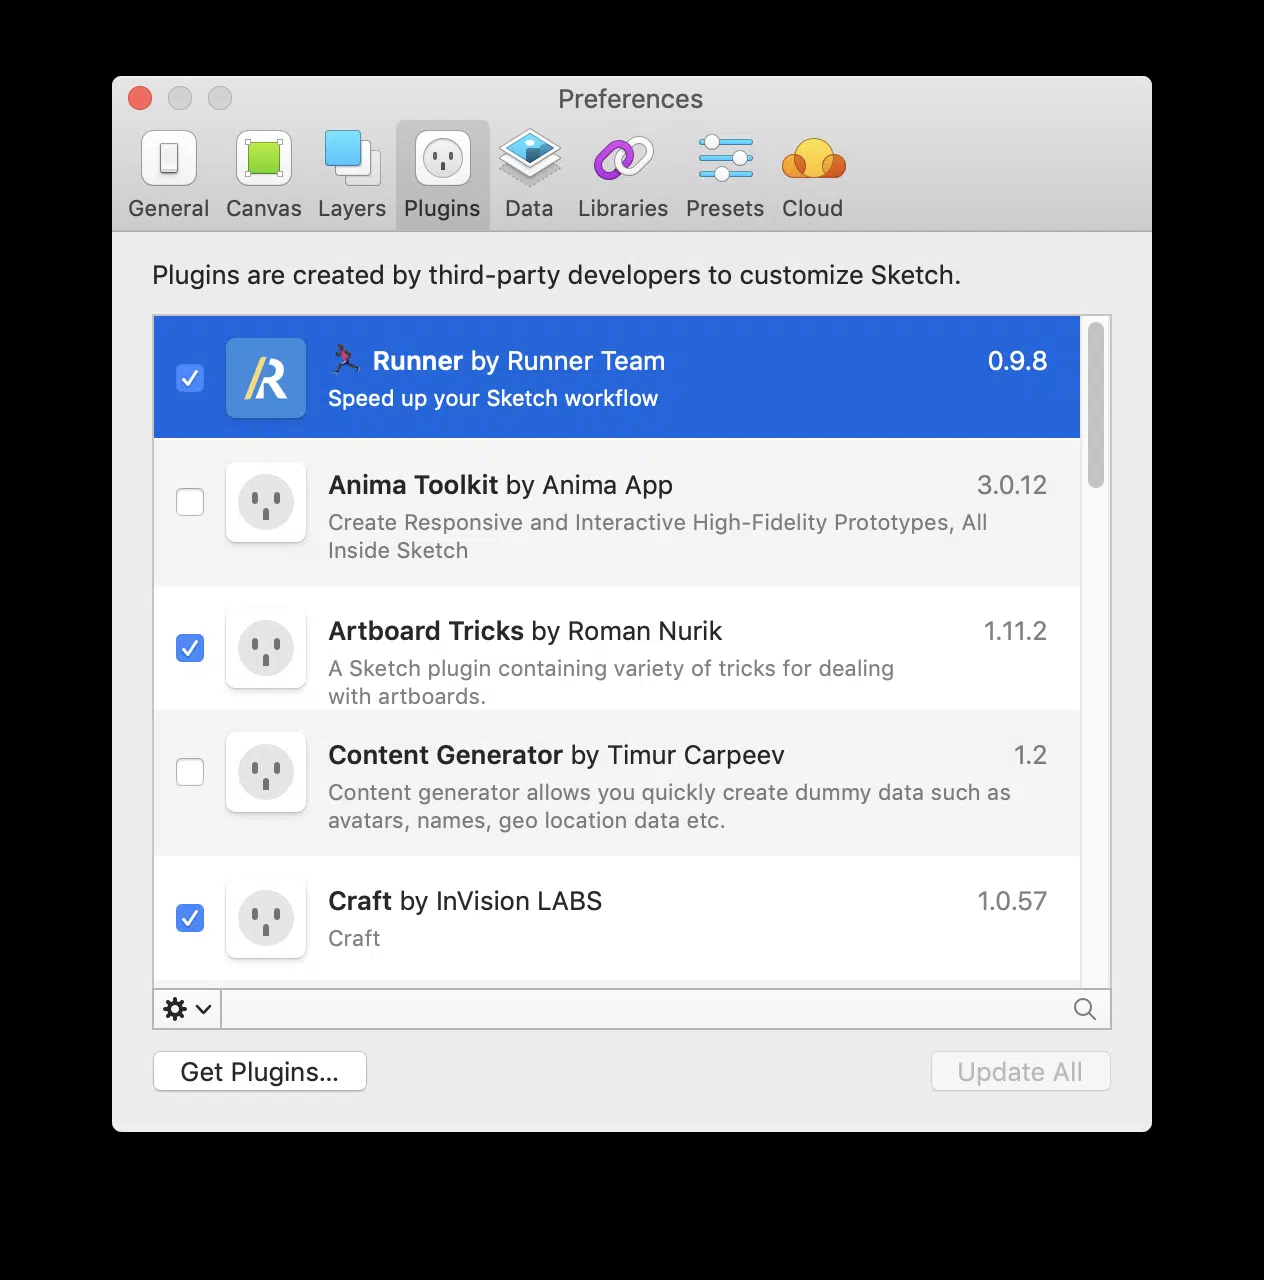 Preferences
General Canvas Layers Plugins Data Libraries Presets Cloud
Plugins are created by third-party developers to customize Sketch.
R
Runner by Runner Team 0.9.8
Speed up your Sketch workflow
Anima Toolkit by Anima App 3.0.12
Create Responsive and Interactive High-Fidelity Prototypes, All
Inside Sketch
Artboard Tricks by Roman Nurik 1.11.2
A Sketch plugin containing variety of tricks for dealing
with artboards.
Content Generator by Timur Carpeev 1.2
Content generator allows you quickly create dummy data such as
avatars, names, geo location data etc.
Craft by InVision LABS 1.0.57
Craft
Get Plugins... Update All